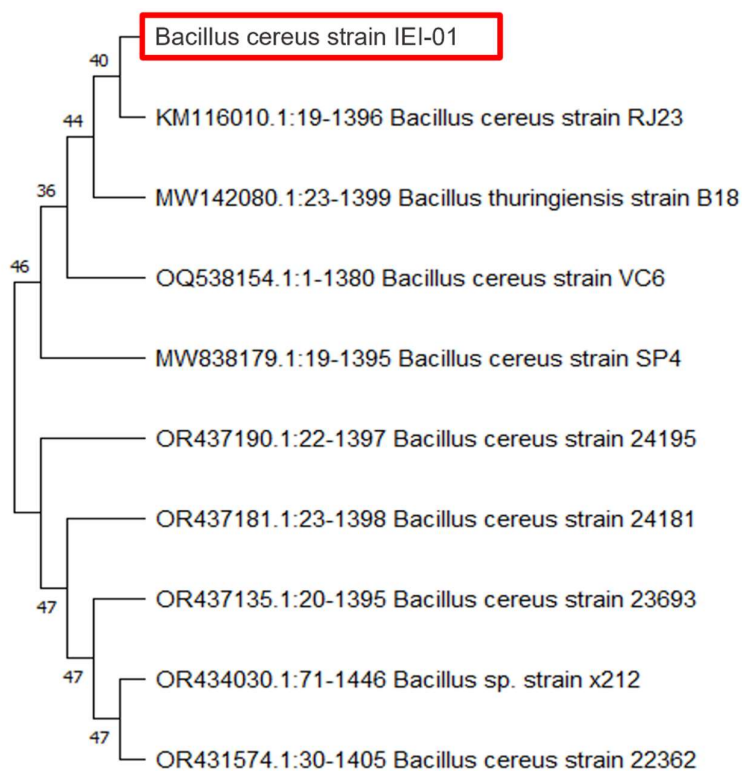 Bacillus cereus strain IEI-01
40
KM116010.1:19-1396 Bacillus cereus strain RJ23
44
MW142080.1:23-1399 Bacillus thuringiensis strain B18
36
OQ538154.1:1-1380 Bacillus cereus strain VC6
46
MW838179.1:19-1395 Bacillus cereus strain SP4
OR437190.1:22-1397 Bacillus cereus strain 24195
OR437181.1:23-1398 Bacillus cereus strain 24181
47
OR437135.1:20-1395 Bacillus cereus strain 23693
47
OR434030.1:71-1446 Bacillus sp. strain x212
47
OR431574.1:30-1405 Bacillus cereus strain 22362